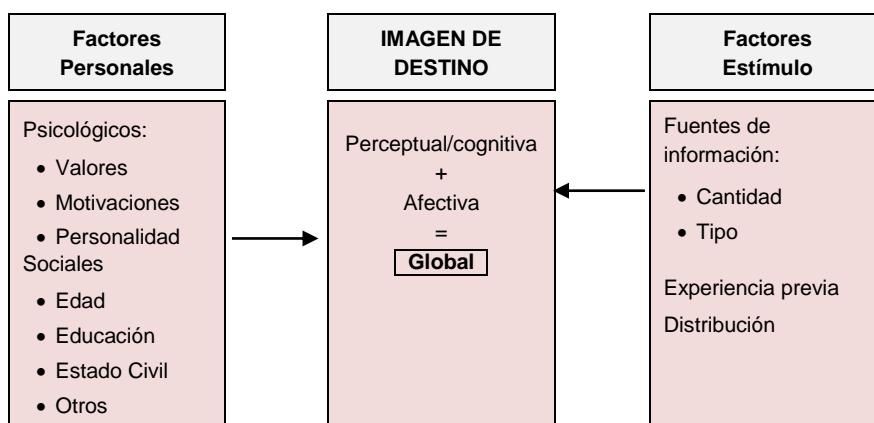 Factores
Personales
Psicológicos:
• Valores
• Motivaciones
• Personalidad
Sociales
• Edad
• Educación
• Estado Civil
• Otros
IMAGEN DE
DESTINO
Perceptual/cognitiva
+
Afectiva
=
Global
Factores
Estímulo
Fuentes de
información:
• Cantidad
• Tipo
Experiencia previa
Distribución